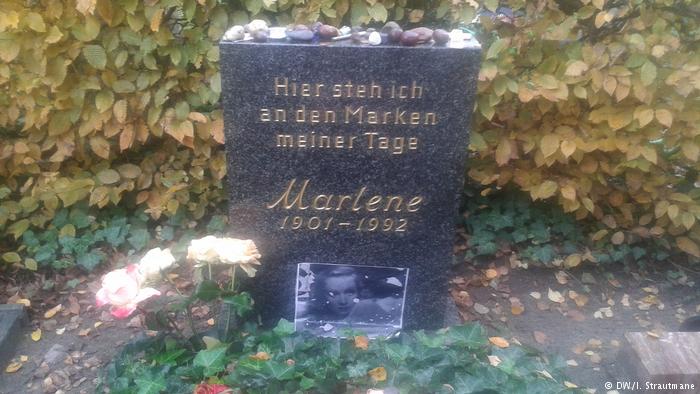 Hier steh ich
an den Marken
meiner Tage
Marlene
1901 – 1992
© DW/I. Strautmane